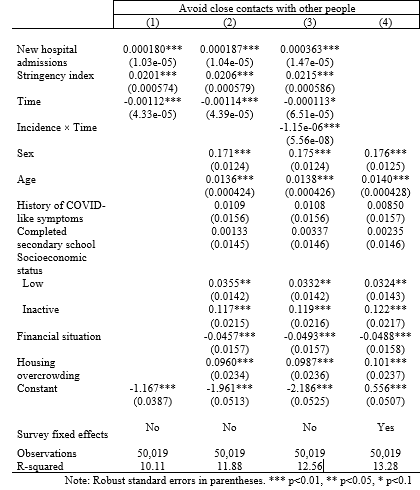 Avoid close contacts with other people
(1) (2) (3) (4)
New hospital 0.000180*** 0.000187*** 0.000363***
admissions (1.03e-05) (1.04e-05) (1.47e-05)
Stringency index 0.0201*** 0.0206*** 0.0215***
(0.000574) (0.000579) (0.000586)
Time -0.00112*** -0.00114*** -0.000113*
(4.33e-05) (4.39e-05) (6.51e-05)
Incidence × Time -1.15e-06***
(5.56e-08)
Sex 0.171*** 0.175*** 0.176***
(0.0124) (0.0124) (0.0125)
Age 0.0136*** 0.0138*** 0.0140***
(0.000424) (0.000426) (0.000428)
History of COVID- 0.0109 0.0108 0.00850
like symptoms (0.0156) (0.0156) (0.0157)
Completed 0.00133 0.00337 0.00235
secondary school (0.0145) (0.0146) (0.0146)
Socioeconomic
status
Low 0.0355** 0.0332** 0.0324**
(0.0142) (0.0142) (0.0143)
Inactive 0.117*** 0.119*** 0.122***
(0.0215) (0.0216) (0.0217)
Financial situation -0.0457*** -0.0493*** -0.0488***
(0.0157) (0.0157) (0.0158)
Housing 0.0960*** 0.0987*** 0.101***
overcrowding (0.0234) (0.0236) (0.0237)
Constant -1.167*** -1.961*** -2.186*** 0.556***
(0.0387) (0.0513) (0.0525) (0.0507)
Survey fixed effects No No No Yes
Observations 50,019 50,019 50,019 50,019
R-squared 10.11 11.88 12.56 13.28
Note: Robust standard errors in parentheses. *** p<0.01, ** p<0.05, * p<0.1